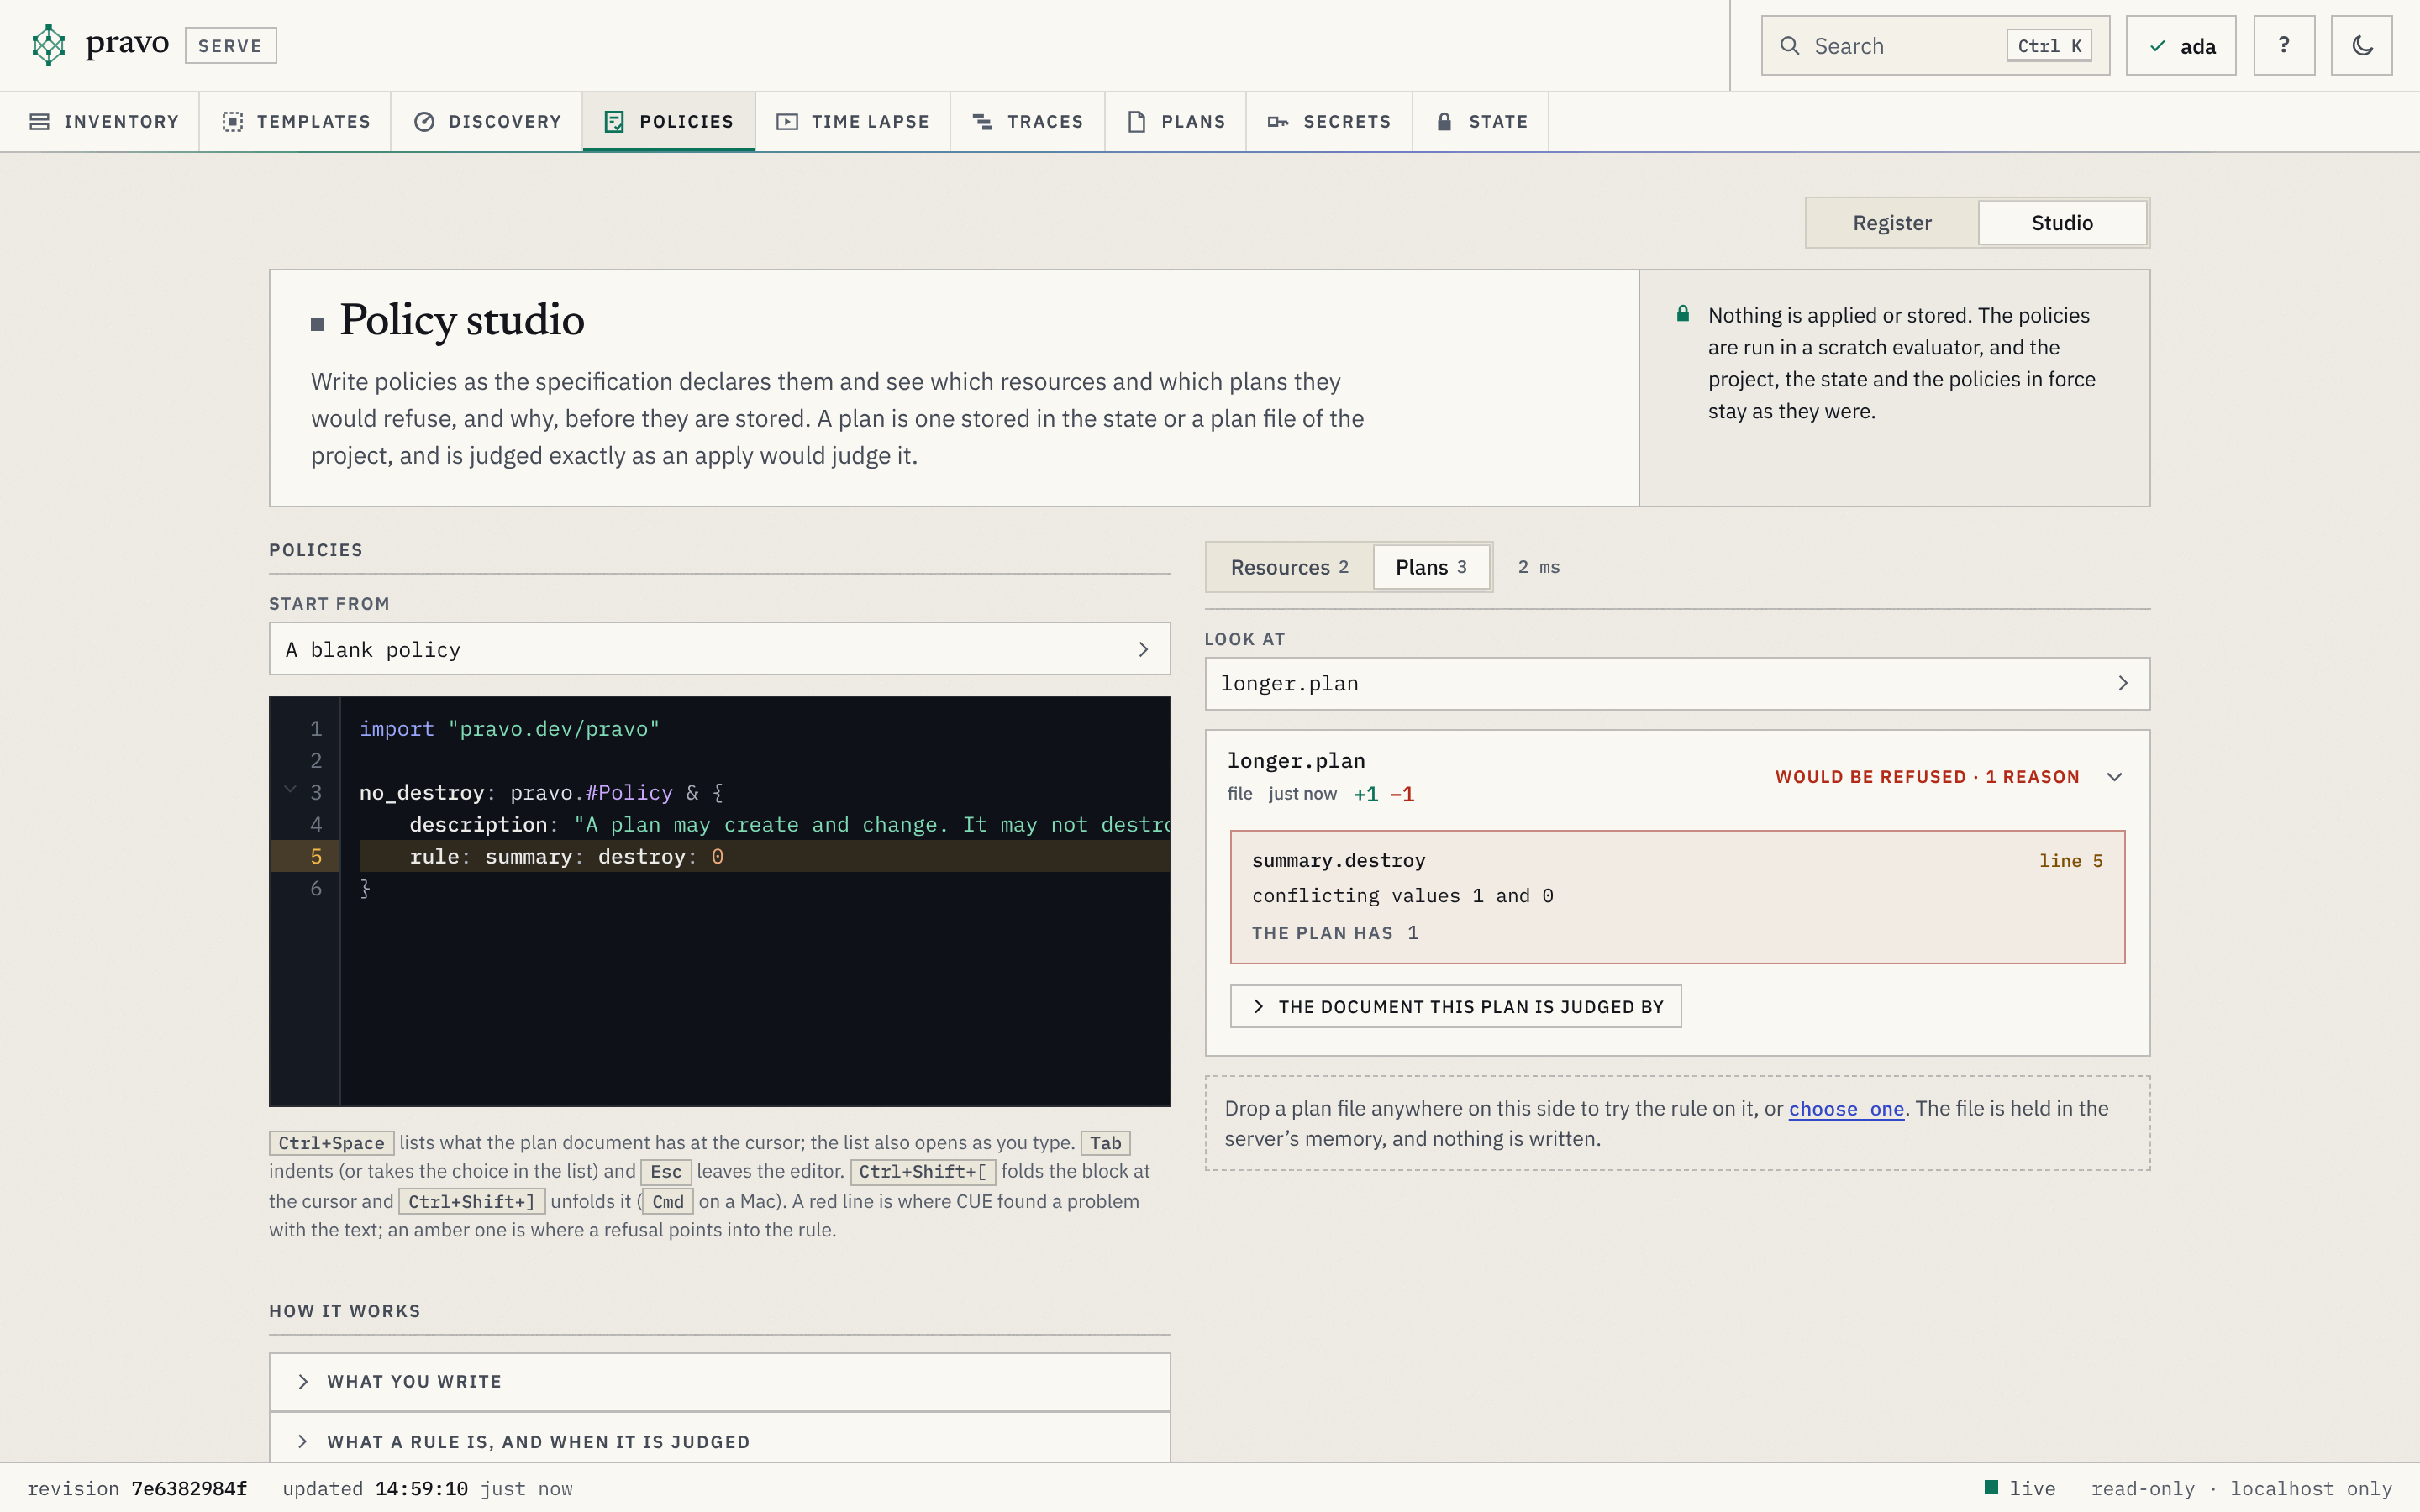 pravo SERVE
Search Ctrl K ada ?
INVENTORY TEMPLATES DISCOVERY POLICIES TIME LAPSE TRACES PLANS SECRETS STATE
Register Studio
Policy studio
Write policies as the specification declares them and see which resources and which plans they
would refuse, and why, before they are stored. A plan is one stored in the state or a plan file of the
project, and is judged exactly as an apply would judge it.
Nothing is applied or stored. The policies
are run in a scratch evaluator, and the
project, the state and the policies in force
stay as they were.
POLICIES
START FROM
A blank policy
1 import "pravo.dev/pravo"
2
3 no_destroy: pravo.#Policy & {
4 description: "A plan may create and change. It may not destro
5 rule: summary: destroy: 0
6 }
Ctrl+Space lists what the plan document has at the cursor; the list also opens as you type. Tab
indents (or takes the choice in the list) and Esc leaves the editor. Ctrl+Shift+[ folds the block at
the cursor and Ctrl+Shift+] unfolds it (Cmd on a Mac). A red line is where CUE found a problem
with the text; an amber one is where a refusal points into the rule.
HOW IT WORKS
WHAT YOU WRITE
WHAT A RULE IS, AND WHEN IT IS JUDGED
Resources 2 Plans 3 2 ms
LOOK AT
longer.plan
longer.plan
file just now +1 −1
WOULD BE REFUSED · 1 REASON
summary.destroy line 5
conflicting values 1 and 0
THE PLAN HAS 1
THE DOCUMENT THIS PLAN IS JUDGED BY
Drop a plan file anywhere on this side to try the rule on it, or choose one. The file is held in the
server’s memory, and nothing is written.
revision 7e6382984f updated 14:59:10 just now
live read-only · localhost only